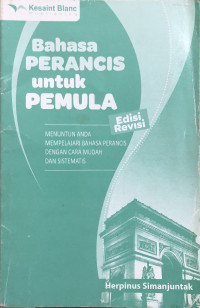 Kesaint Blanc
Bahasa
PERANCIS
untuk
PEMULA
Edisi
Revisi
MENUNTUN ANDA
MEMPELAJARI BAHASA PERANCIS
DENGAN CARA MUDAH
DAN SISTEMATIS
Herpinus Simanjuntak